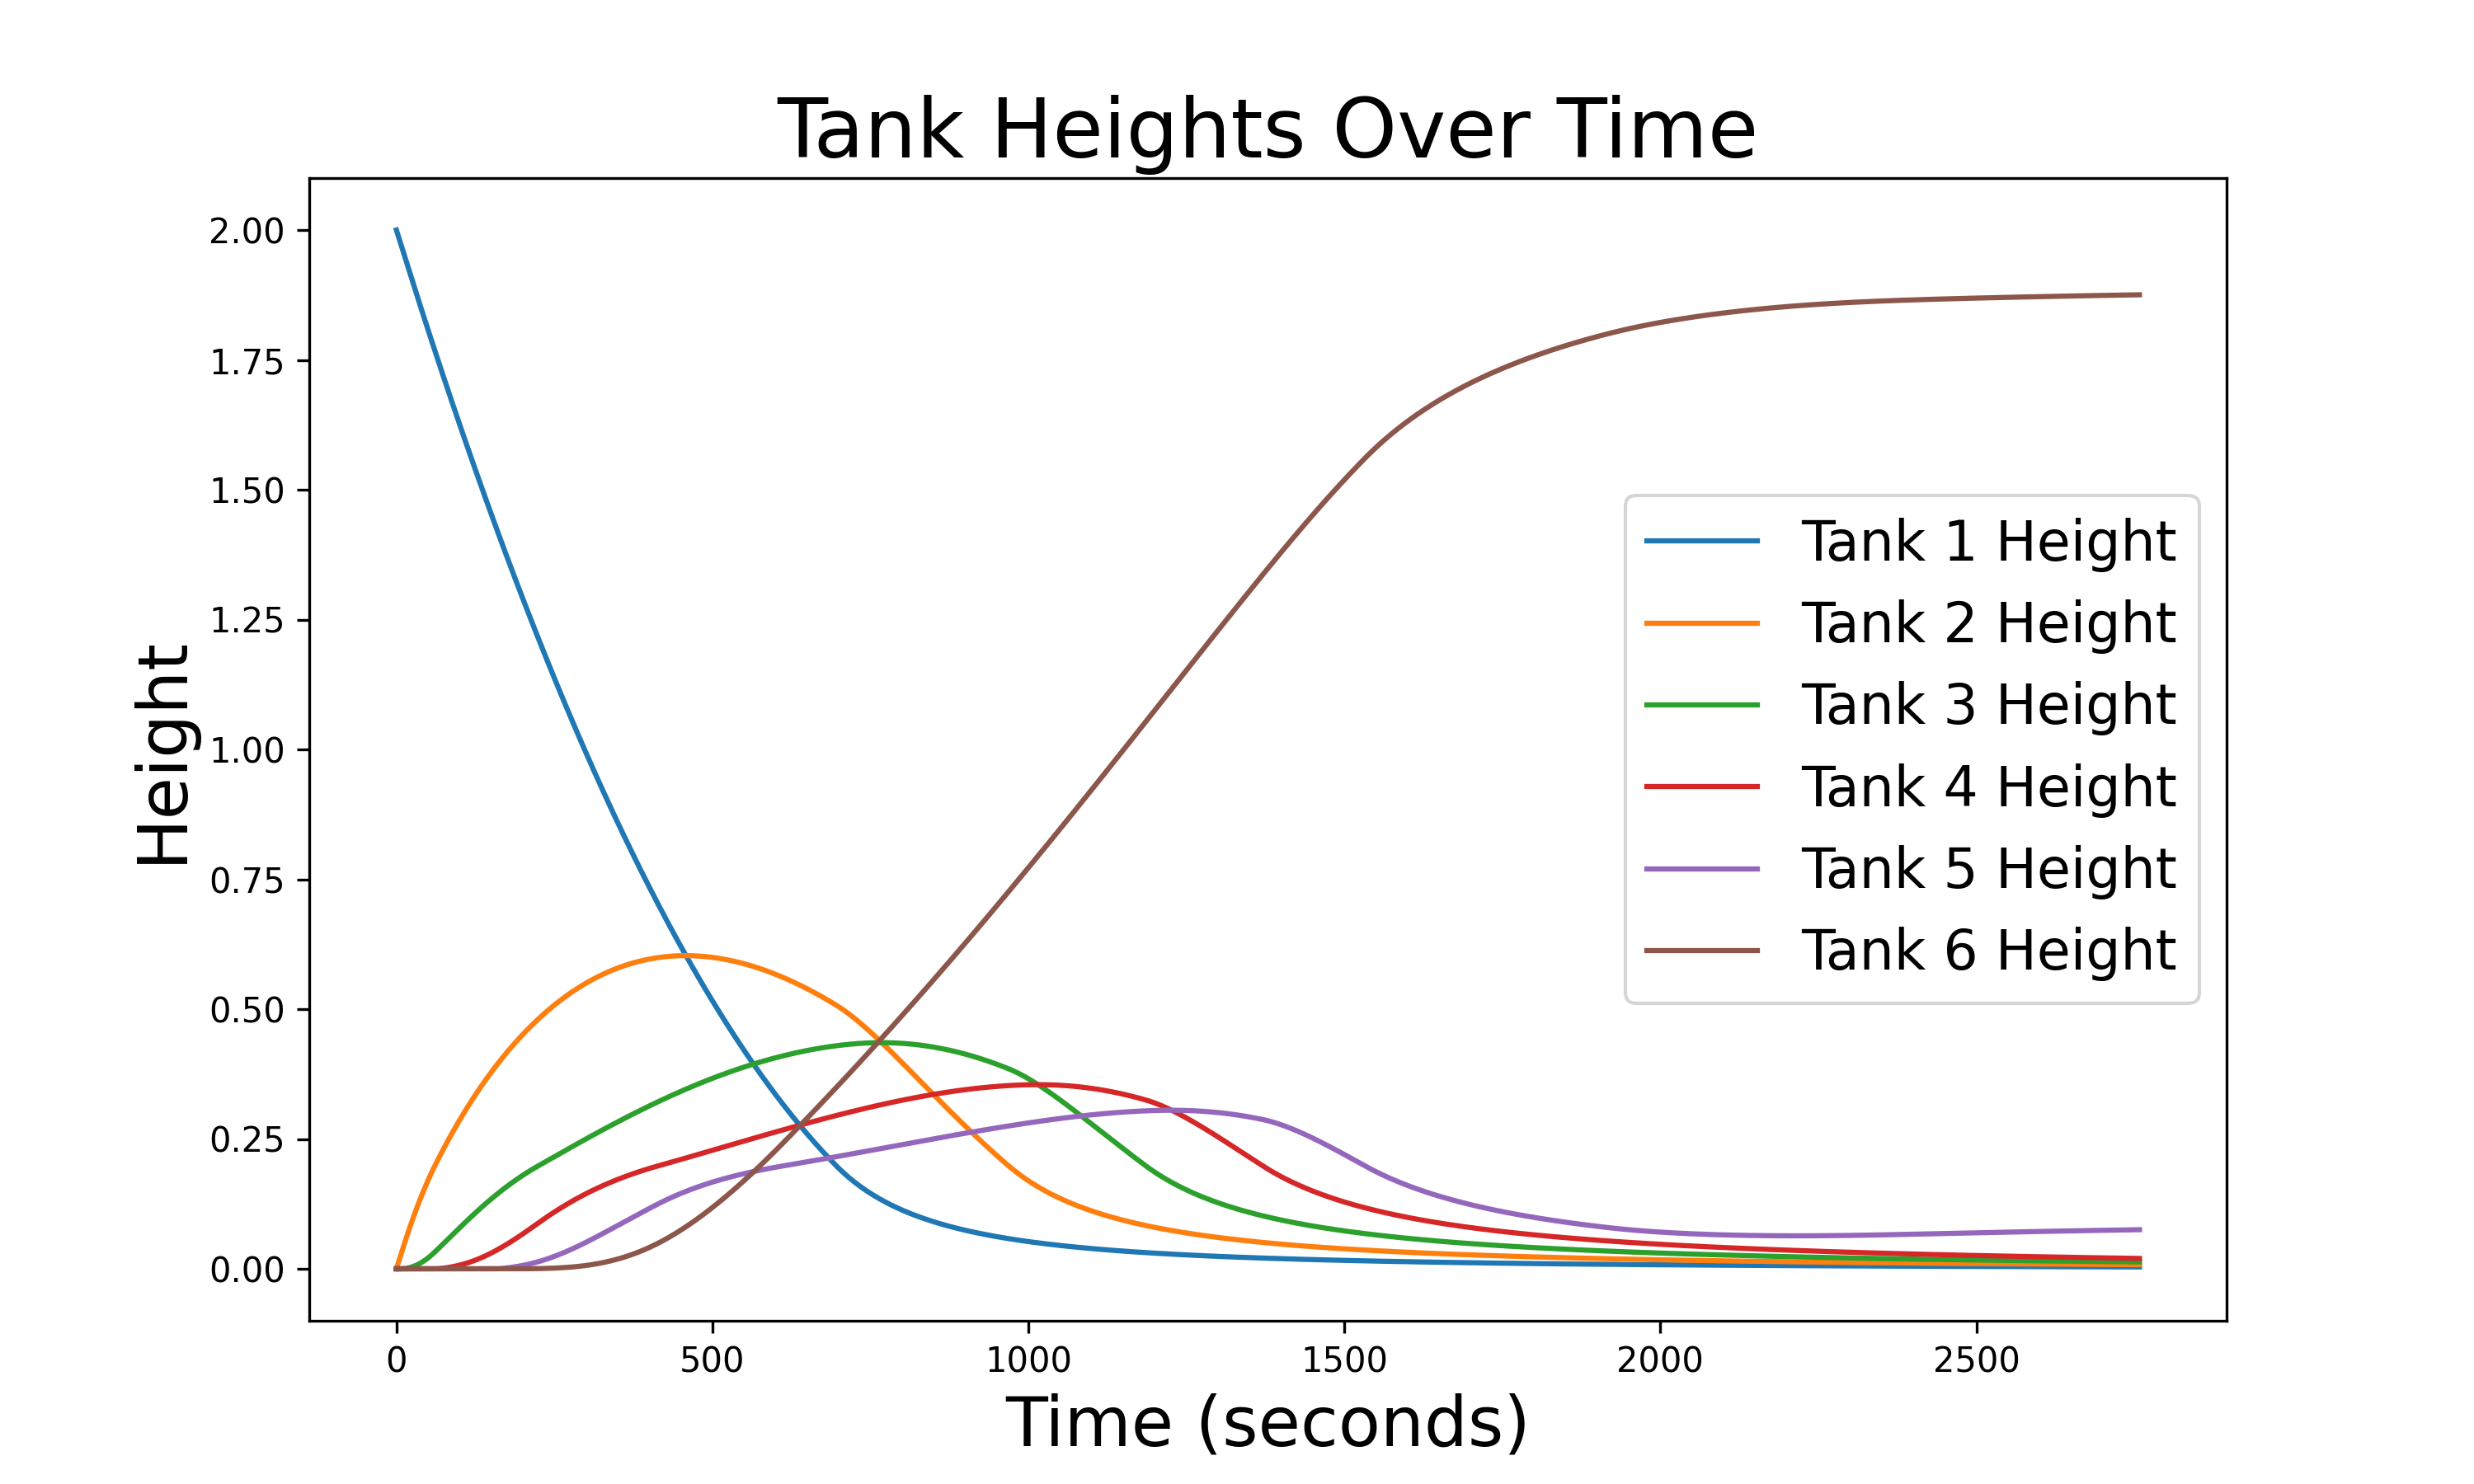 Tank Heights Over Time
Height
2.00
1.75
1.50
1.25
1.00
0.75
0.50
0.25
0.00
Tank 1 Height
Tank 2 Height
Tank 3 Height
Tank 4 Height
Tank 5 Height
Tank 6 Height
0 500 1000 1500 2000 2500
Time (seconds)